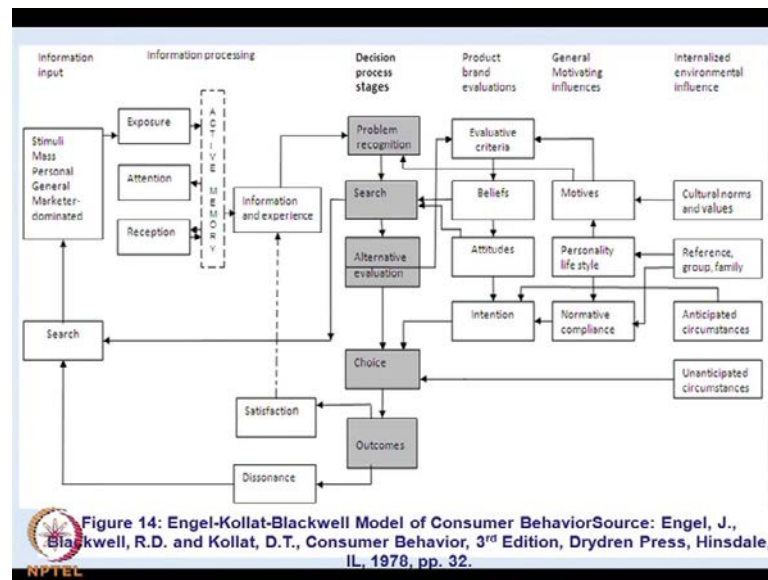 Information
input
Information processing
Decision
process
stages
Product
brand
evaluations
General
Motivating
influences
Internalized
environmental
influence
Stimuli
Mass
Personal
General
Marketer-
dominated
Exposure
Attention
Reception
ACTIVE MEMORY
Information
and experience
Problem
recognition
Search
Alternative
evaluation
Evaluative
criteria
Beliefs
Attitudes
Intention
Motives
Personality
life style
Normative
compliance
Cultural norms
and values
Reference,
group, family
Anticipated
circumstances
Unanticipated
circumstances
Search
Choice
Satisfaction
Outcomes
Dissonance
Figure 14: Engel-Kollat-Blackwell Model of Consumer BehaviorSource: Engel, J.,
Blackwell, R.D. and Kollat, D.T., Consumer Behavior, 3rd Edition, Drydren Press, Hinsdale,
IL, 1978, pp. 32.
NPTEL